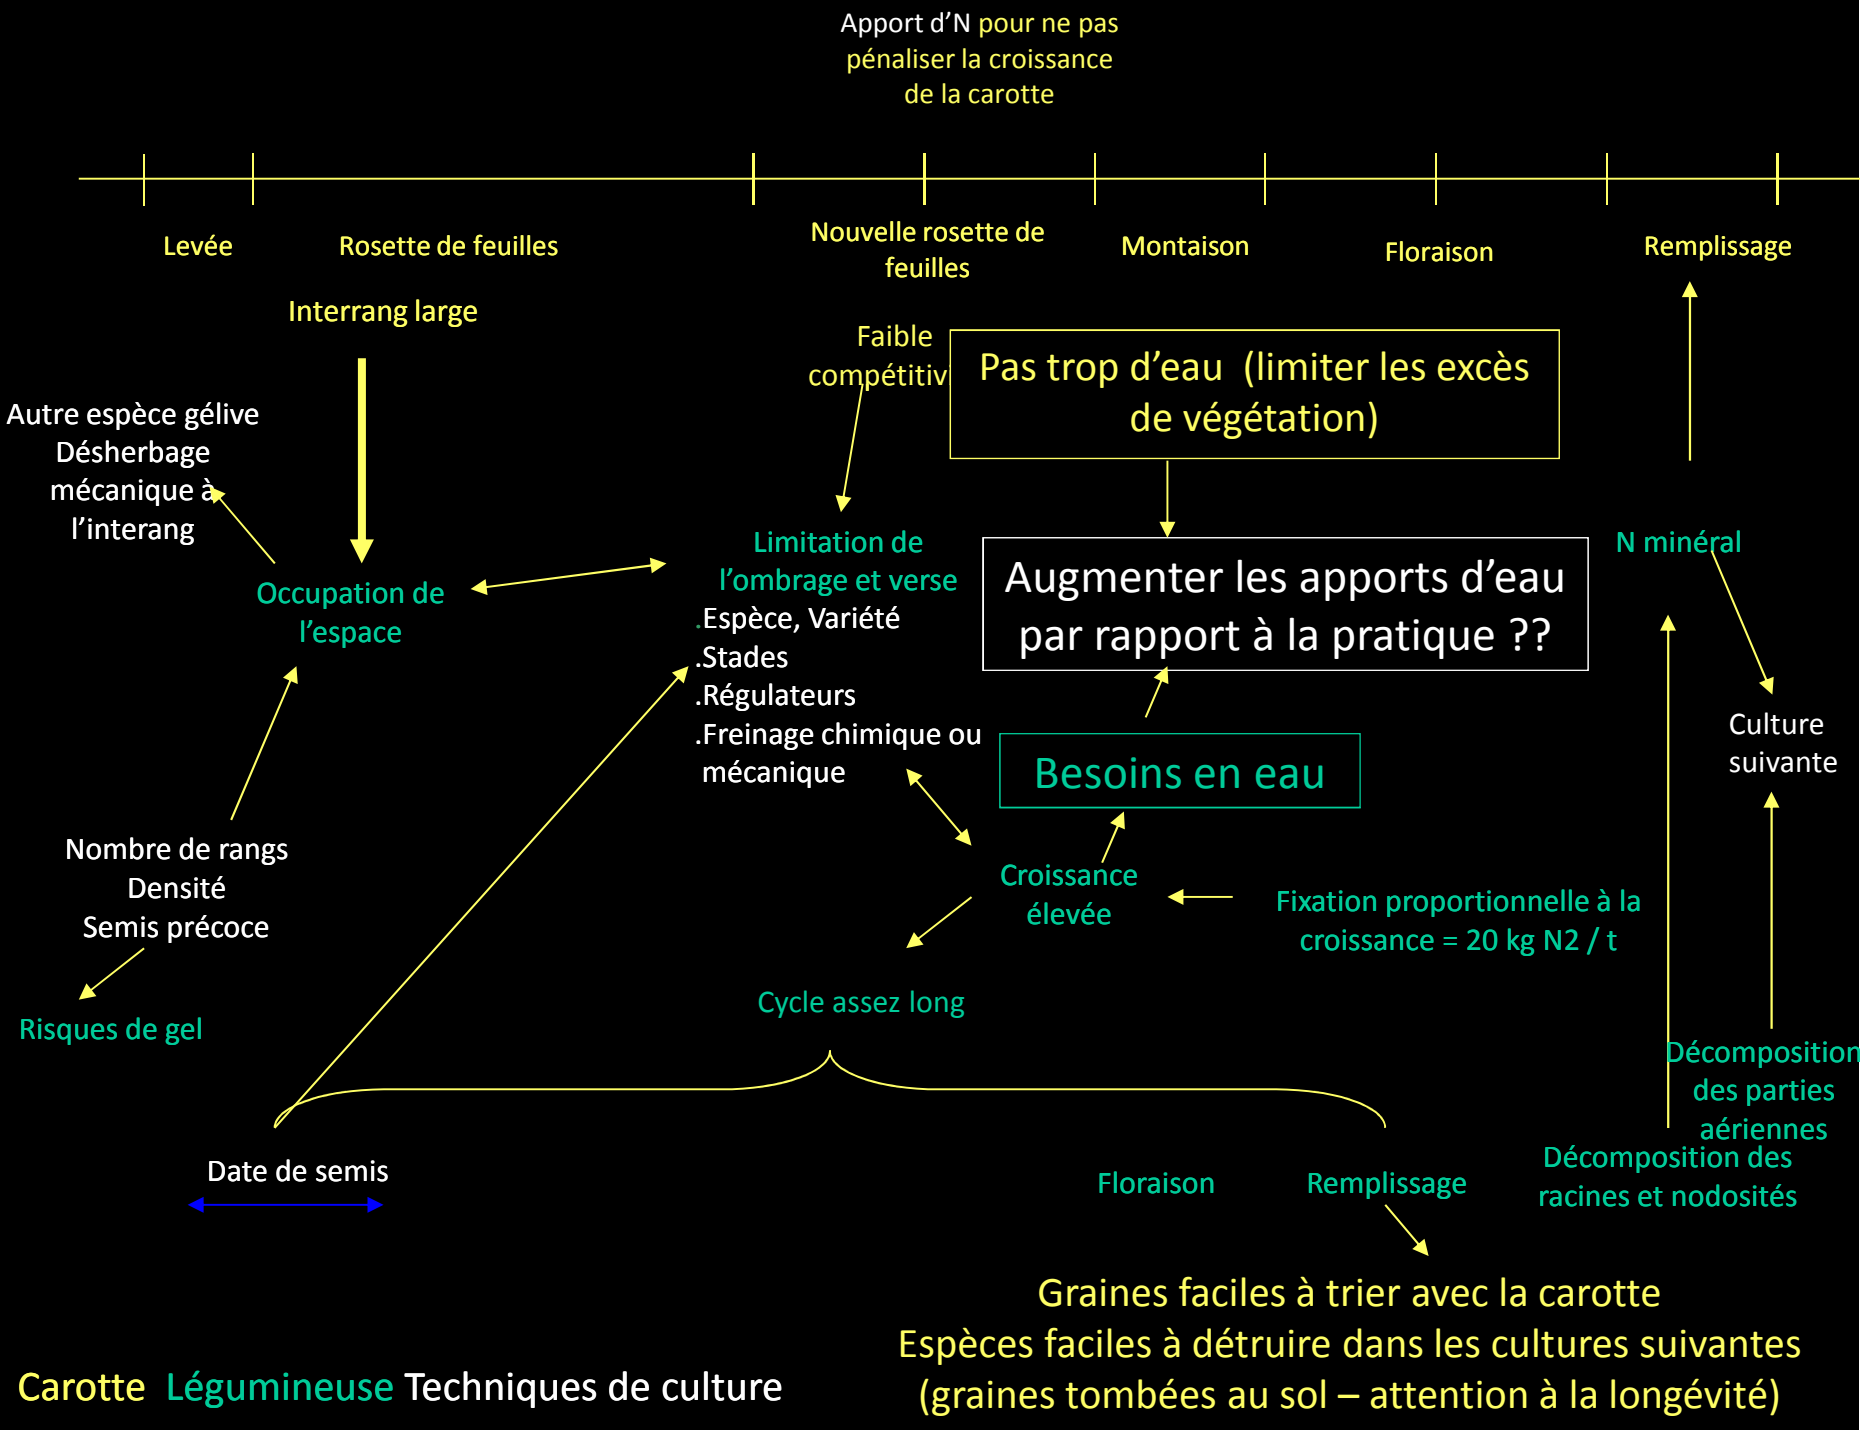 Apport d'N pour ne pas
pénaliser la croissance
de la carotte
Levée
Rosette de feuilles
Nouvelle rosette de
feuilles
Montaison
Floraison
Remplissage
Interrang large
Faible
compétitiv
Pas trop d'eau (limiter les excès
de végétation)
Autre espèce gélive
Désherbage
mécanique à
l'interang
Occupation de
l'espace
Limitation de
l'ombrage et verse
.Espèce, Variété
.Stades
.Régulateurs
.Freinage chimique ou
mécanique
Augmenter les apports d'eau
par rapport à la pratique ??
N minéral
Culture
suivante
Besoins en eau
Nombre de rangs
Densité
Semis précoce
Croissance
élevée
Fixation proportionnelle à la
croissance = 20 kg N2 / t
Risques de gel
Cycle assez long
Décomposition
des parties
aériennes
Date de semis
Floraison
Remplissage
Décomposition des
racines et nodosités
Graines faciles à trier avec la carotte
Espèces faciles à détruire dans les cultures suivantes
(graines tombées au sol – attention à la longévité)
Carotte Légumineuse Techniques de culture